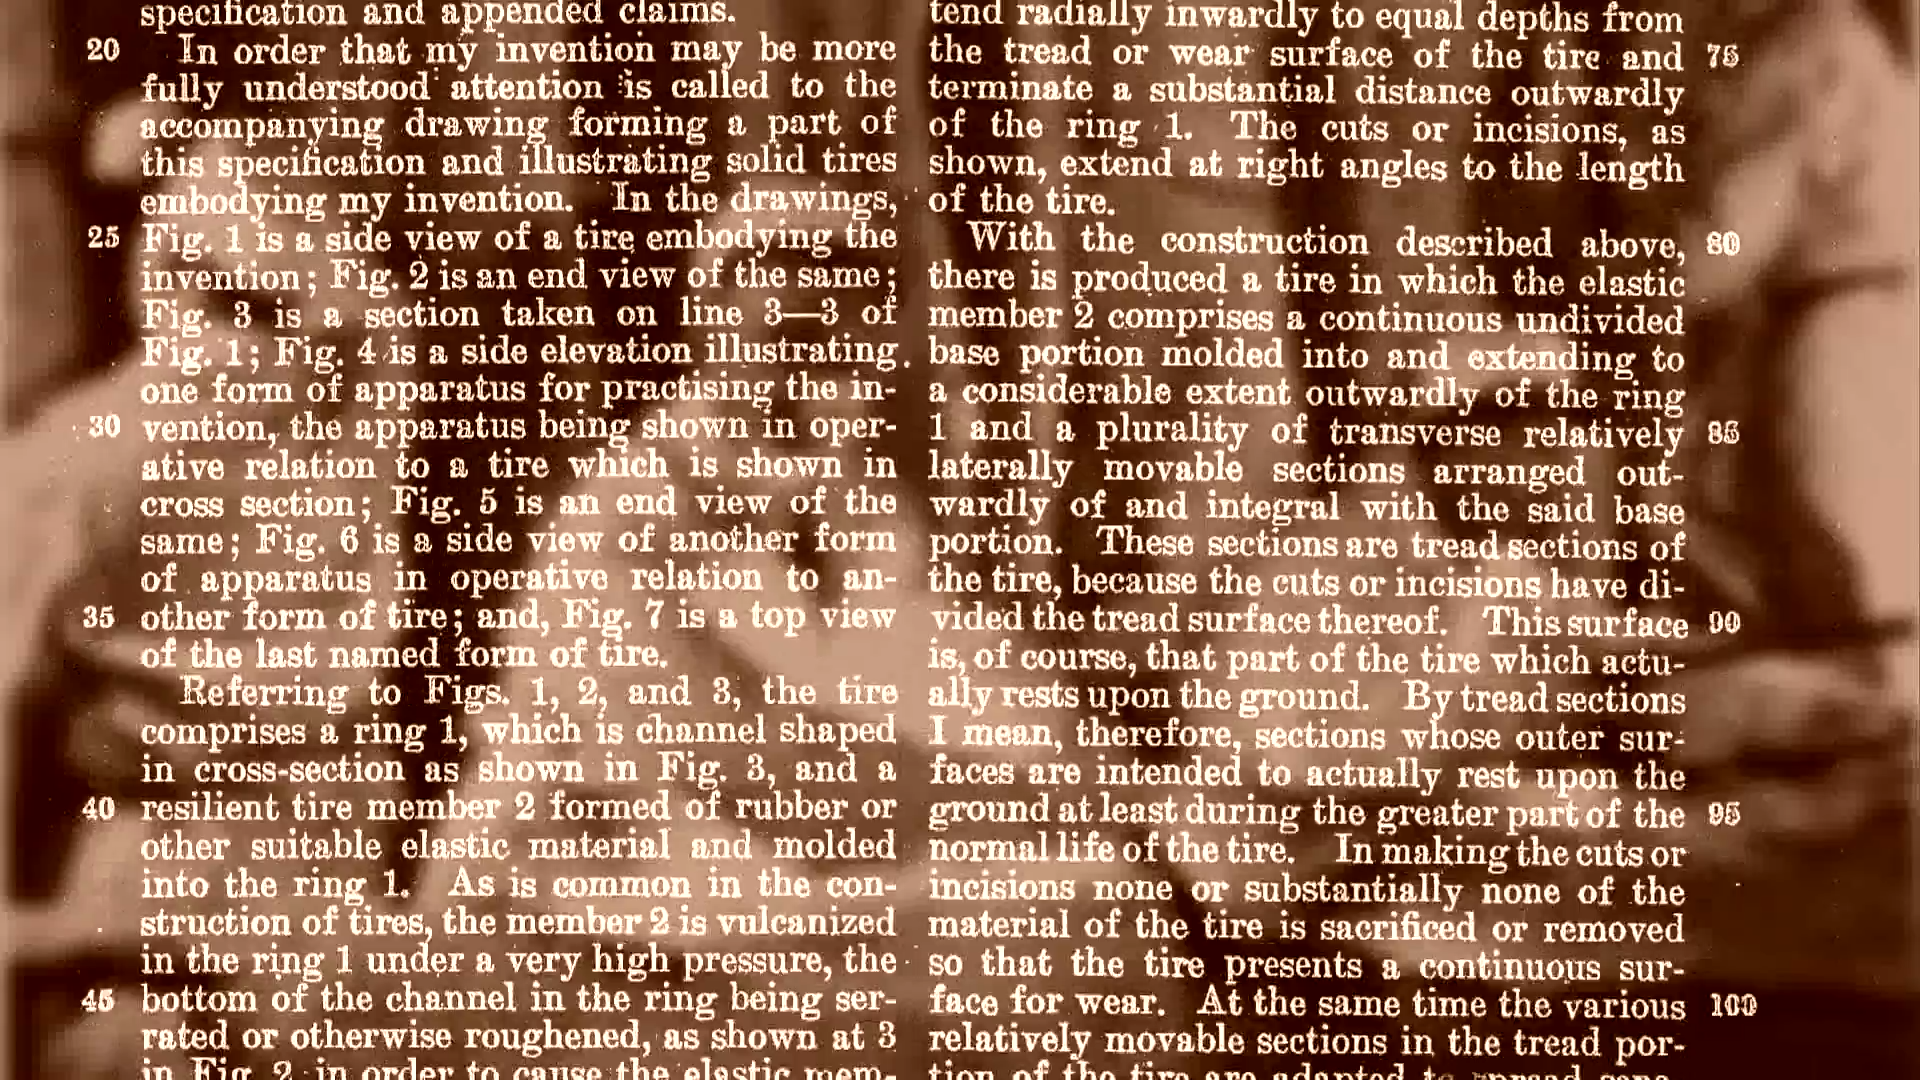 specification and appended claims.
20 In order that my invention may be more
fully understood attention is called to the
accompanying drawing forming a part of
this specification and illustrating solid tires
embodying my invention. In the drawings,
25 Fig. 1 is a side view of a tire embodying the
invention; Fig. 2 is an end view of the same;
Fig. 3 is a section taken on line 3—3 of
Fig. 1; Fig. 4 is a side elevation illustrating
one form of apparatus for practising the in-
30 vention, the apparatus being shown in oper-
ative relation to a tire which is shown in
cross section; Fig. 5 is an end view of the
same; Fig. 6 is a side view of another form
of apparatus in operative relation to an-
35 other form of tire; and, Fig. 7 is a top view
of the last named form of tire.
Referring to Figs. 1, 2, and 3, the tire
comprises a ring 1, which is channel shaped
in cross-section as shown in Fig. 3, and a
40 resilient tire member 2 formed of rubber or
other suitable elastic material and molded
into the ring 1. As is common in the con-
struction of tires, the member 2 is vulcanized
in the ring 1 under a very high pressure, the
45 bottom of the channel in the ring being ser-
rated or otherwise roughened, as shown at 3
in Fig. 2 in order to cause the elastic mem-
tend radially inwardly to equal depths from
the tread or wear surface of the tire and 75
terminate a substantial distance outwardly
of the ring 1. The cuts or incisions, as
shown, extend at right angles to the length
of the tire.
With the construction described above, 80
there is produced a tire in which the elastic
member 2 comprises a continuous undivided
base portion molded into and extending to
a considerable extent outwardly of the ring
1 and a plurality of transverse relatively 85
laterally movable sections arranged out-
wardly of and integral with the said base
portion. These sections are tread sections of
the tire, because the cuts or incisions have di-
vided the tread surface thereof. This surface 90
is, of course, that part of the tire which actu-
ally rests upon the ground. By tread sections
I mean, therefore, sections whose outer sur-
faces are intended to actually rest upon the
ground at least during the greater part of the 95
normal life of the tire. In making the cuts or
incisions none or substantially none of the
material of the tire is sacrificed or removed
so that the tire presents a continuous sur-
face for wear. At the same time the various 100
relatively movable sections in the tread por-
tion of the tire are adapted to spread